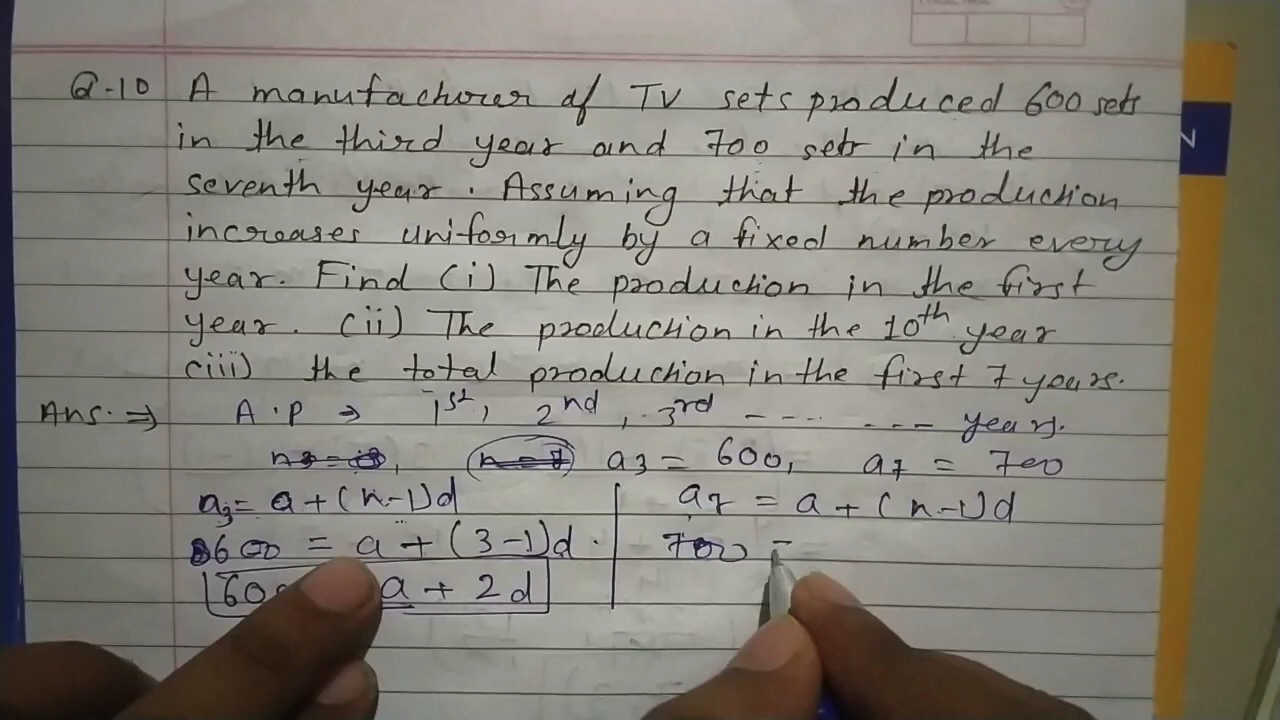 Q-10 A manufacturer of TV sets produced 600 sets
in the third year and 700 sets in the
seventh year. Assuming that the production
increases uniformly by a fixed number every
year. Find (i) The production in the first
year. (ii) The production in the 10th year
(iii) the total production in the first 7 years.
Ans. ⇒ A.P → 1st, 2nd, 3rd ---- ---- years.
a3 = 600, a7 = 700
a3 = a + (n-1)d
a7 = a + (n-1)d
600 = a + (3-1)d.
700 =
a + 2d